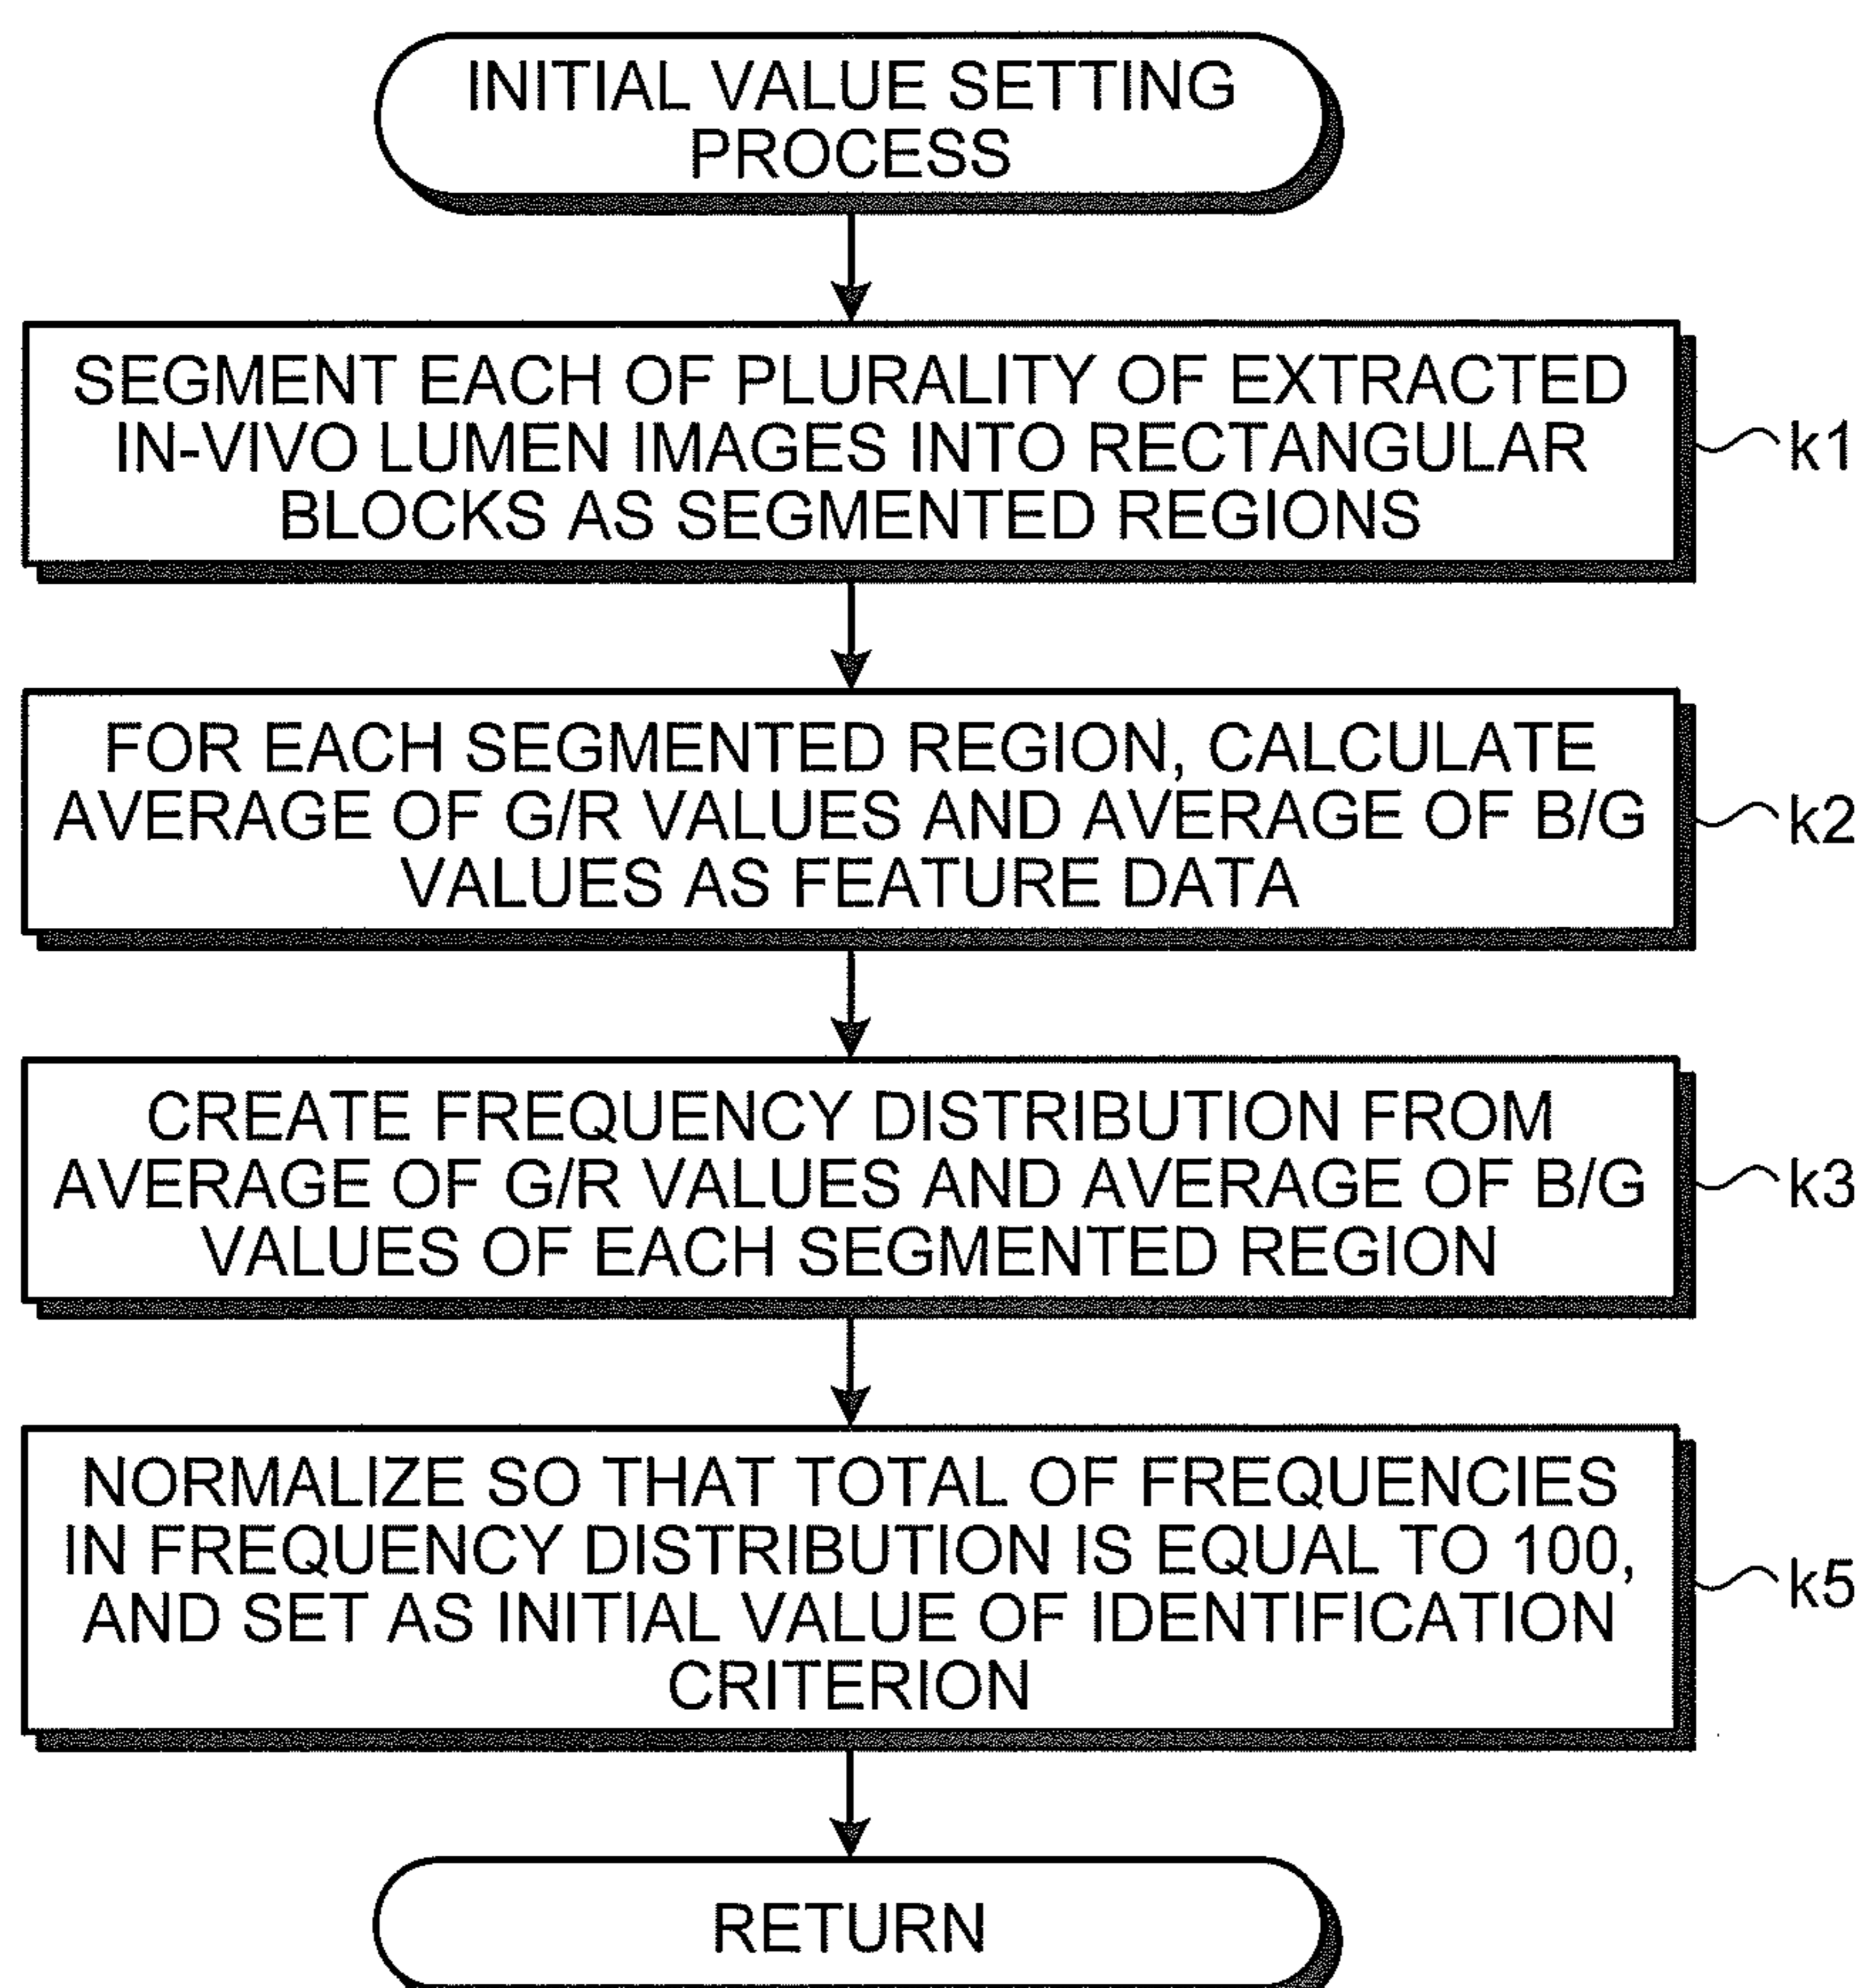 INITIAL VALUE SETTING
PROCESS
SEGMENT EACH OF PLURALITY OF EXTRACTED
IN-VIVO LUMEN IMAGES INTO RECTANGULAR
BLOCKS AS SEGMENTED REGIONS
k1
FOR EACH SEGMENTED REGION, CALCULATE
AVERAGE OF G/R VALUES AND AVERAGE OF B/G
VALUES AS FEATURE DATA
k2
CREATE FREQUENCY DISTRIBUTION FROM
AVERAGE OF G/R VALUES AND AVERAGE OF B/G
VALUES OF EACH SEGMENTED REGION
k3
NORMALIZE SO THAT TOTAL OF FREQUENCIES
IN FREQUENCY DISTRIBUTION IS EQUAL TO 100,
AND SET AS INITIAL VALUE OF IDENTIFICATION
CRITERION
k5
RETURN